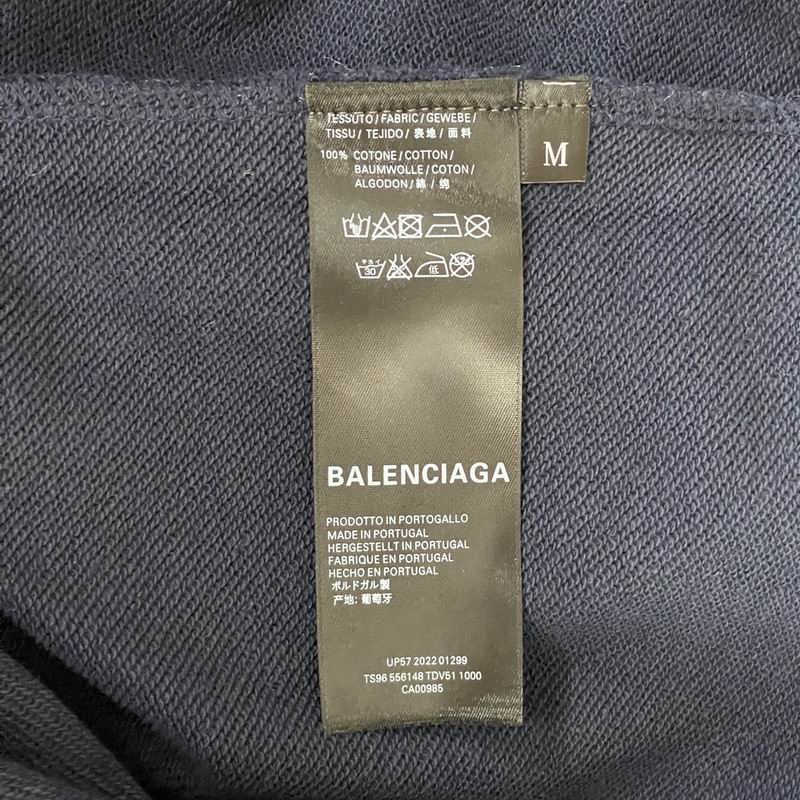 TESSUTO / FABRIC / GEWEBE /
TISSU / TEJIDO / 表地 / 面料
100% COTONE / COTTON /
BAUMWOLLE / COTON /
ALGODON / 綿 / 绵
M
30
低
BALENCIAGA
PRODOTTO IN PORTOGALLO
MADE IN PORTUGAL
HERGESTELLT IN PORTUGAL
FABRIQUE EN PORTUGAL
HECHO EN PORTUGAL
ポルトガル製
产地: 葡萄牙
UP57 2022 01299
TS96 556148 TDV51 1000
CA00985